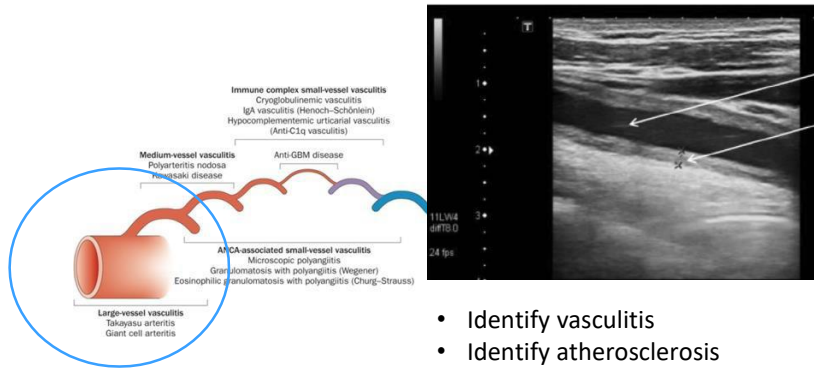 Immune complex small-vessel vasculitis
Cryoglobulinemic vasculitis
IgA vasculitis (Henoch–Schönlein)
Hypocomplementemic urticarial vasculitis
(Anti-C1q vasculitis)
Medium-vessel vasculitis
Polyarteritis nodosa
Kawasaki disease
Anti-GBM disease
ANCA-associated small-vessel vasculitis
Microscopic polyangiitis
Granulomatosis with polyangiitis (Wegener)
Eosinophilic granulomatosis with polyangiitis (Churg–Strauss)
Large-vessel vasculitis
Takayasu arteritis
Giant cell arteritis
T
1
2
3
11LW4
diffT8.0
24 fps
• Identify vasculitis
• Identify atherosclerosis